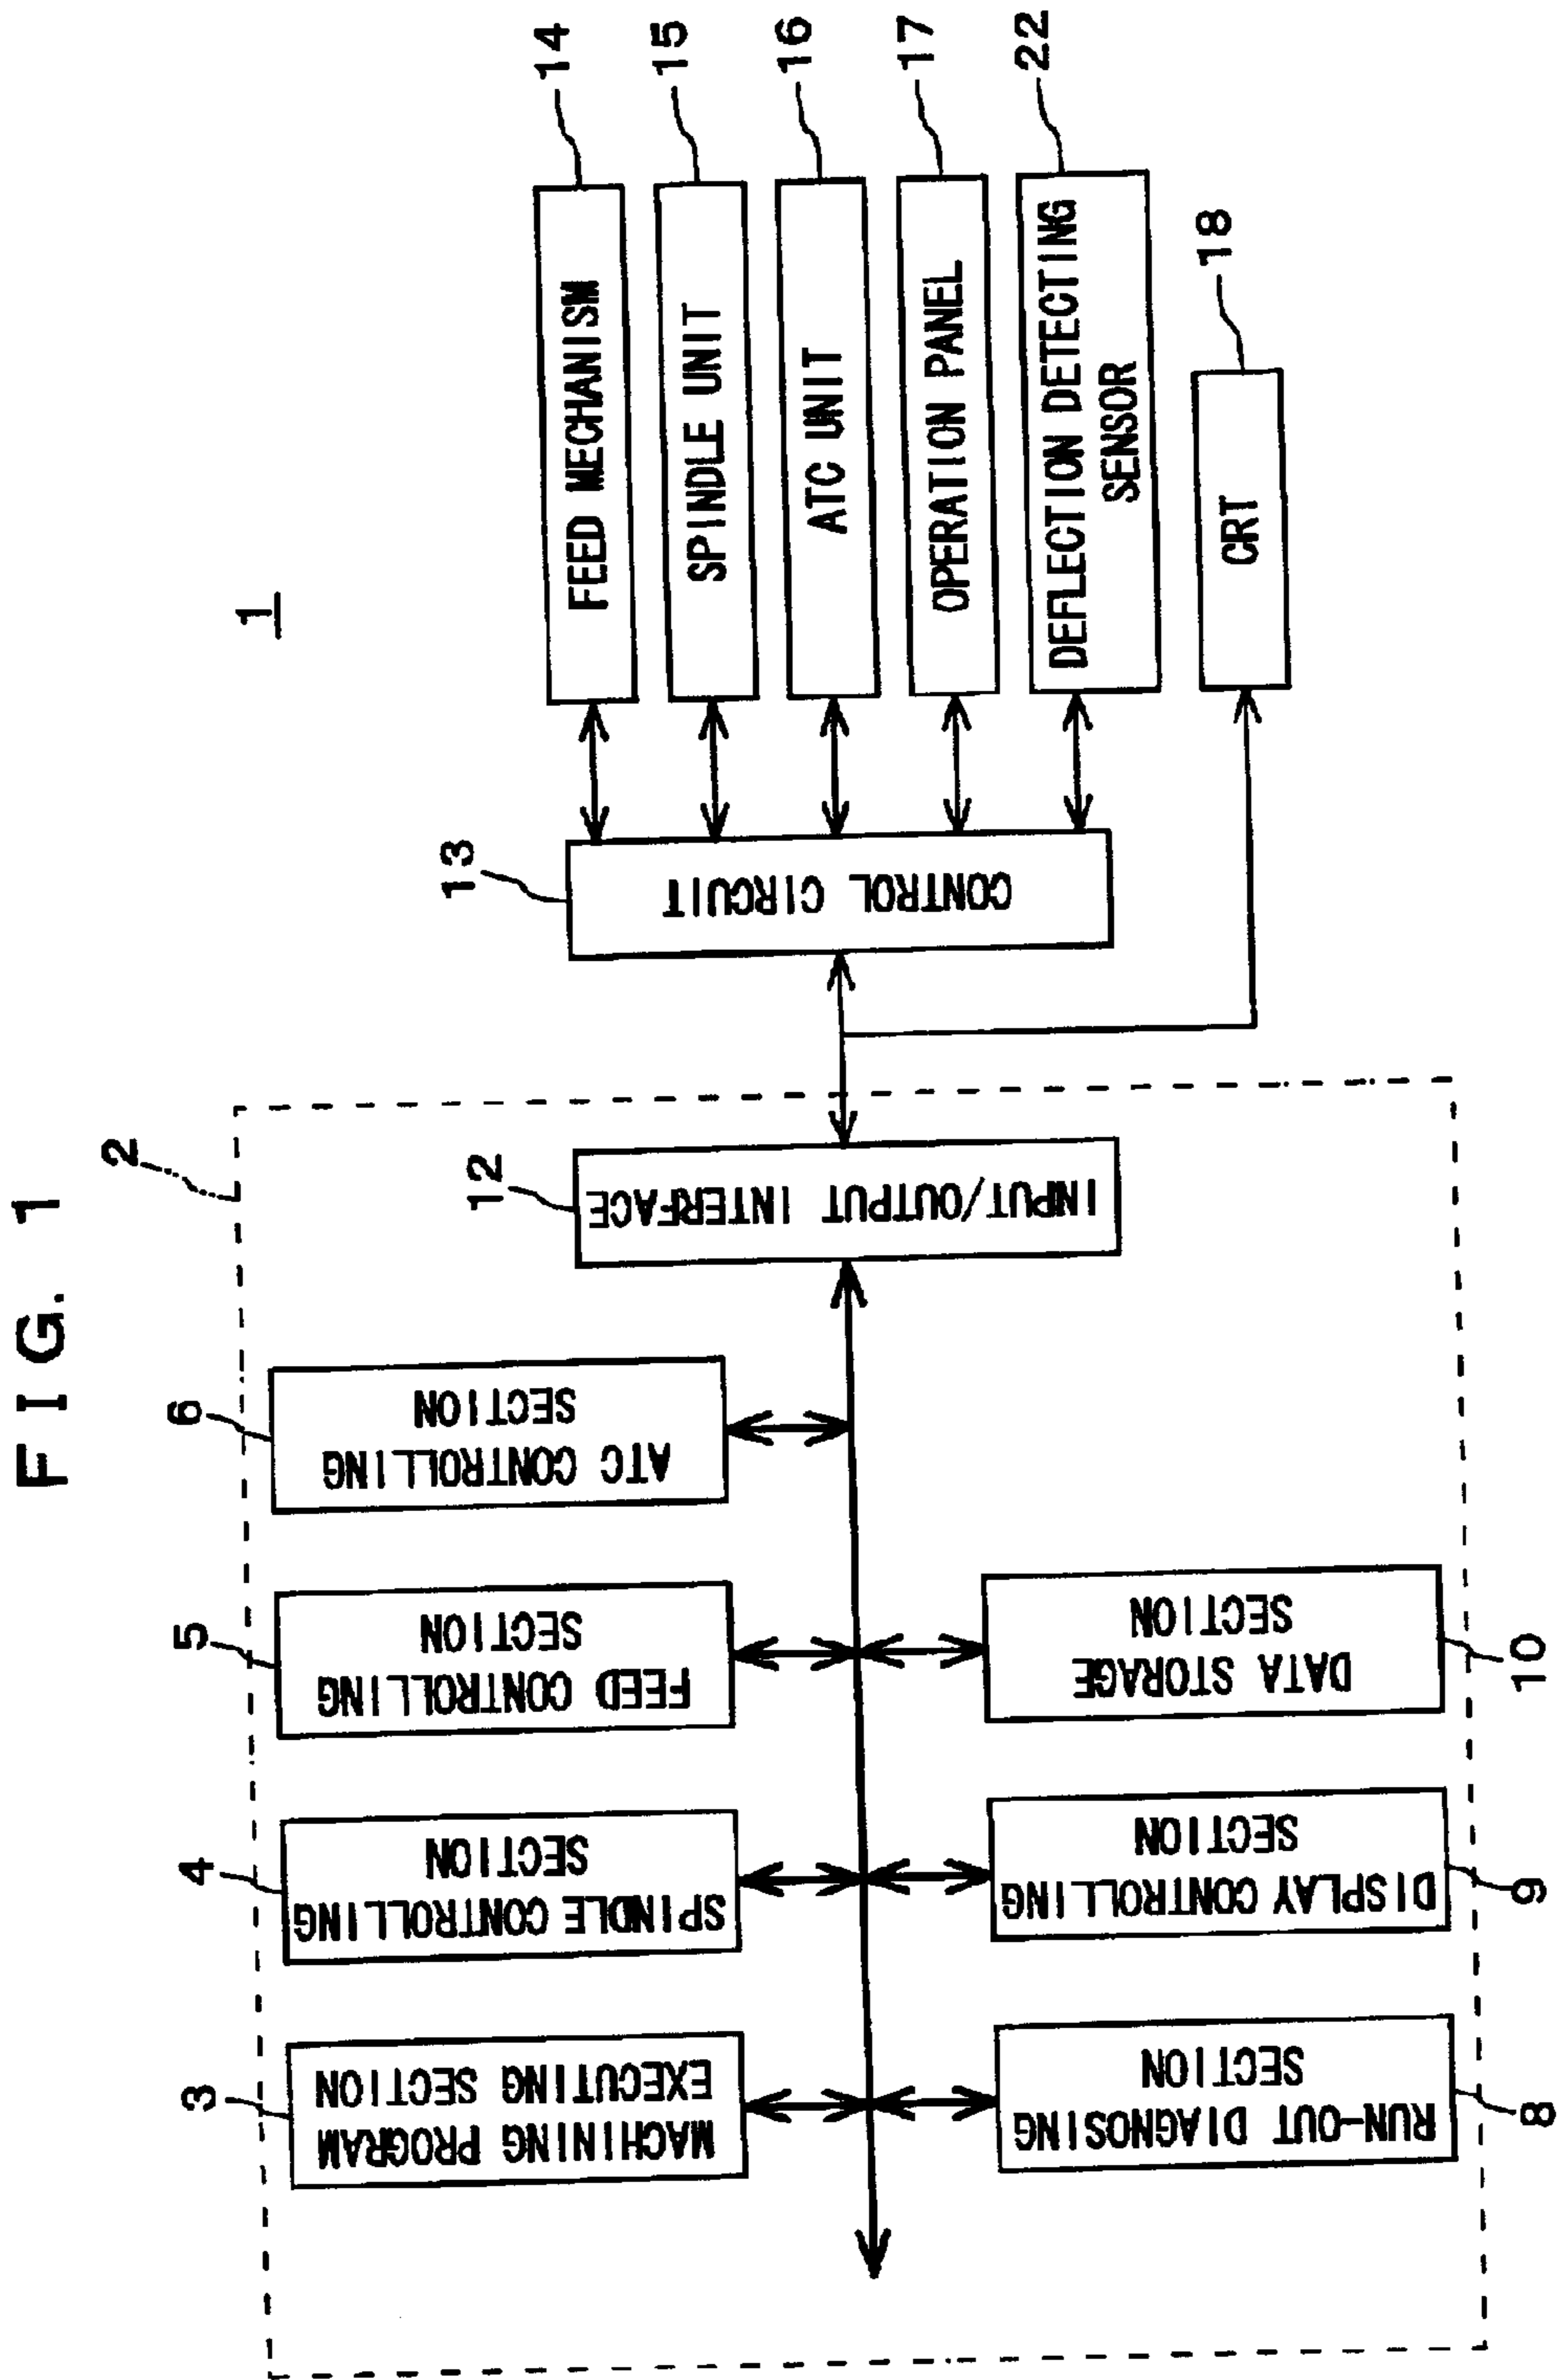 FIG. 1
1
2
3
MACHINING PROGRAM
EXECUTING SECTION
4
SPINDLE CONTROLLING
SECTION
5
FEED CONTROLLING
SECTION
6
ATC CONTROLLING
SECTION
8
RUN-OUT DIAGNOSING
SECTION
9
DISPLAY CONTROLLING
SECTION
10
DATA STORAGE
SECTION
12
INPUT/OUTPUT INTERFACE
13
CONTROL CIRCUIT
FEED MECHANISM
14
SPINDLE UNIT
15
ATC UNIT
16
OPERATION PANEL
17
DEFLECTION DETECTING
SENSOR
22
CRT
18